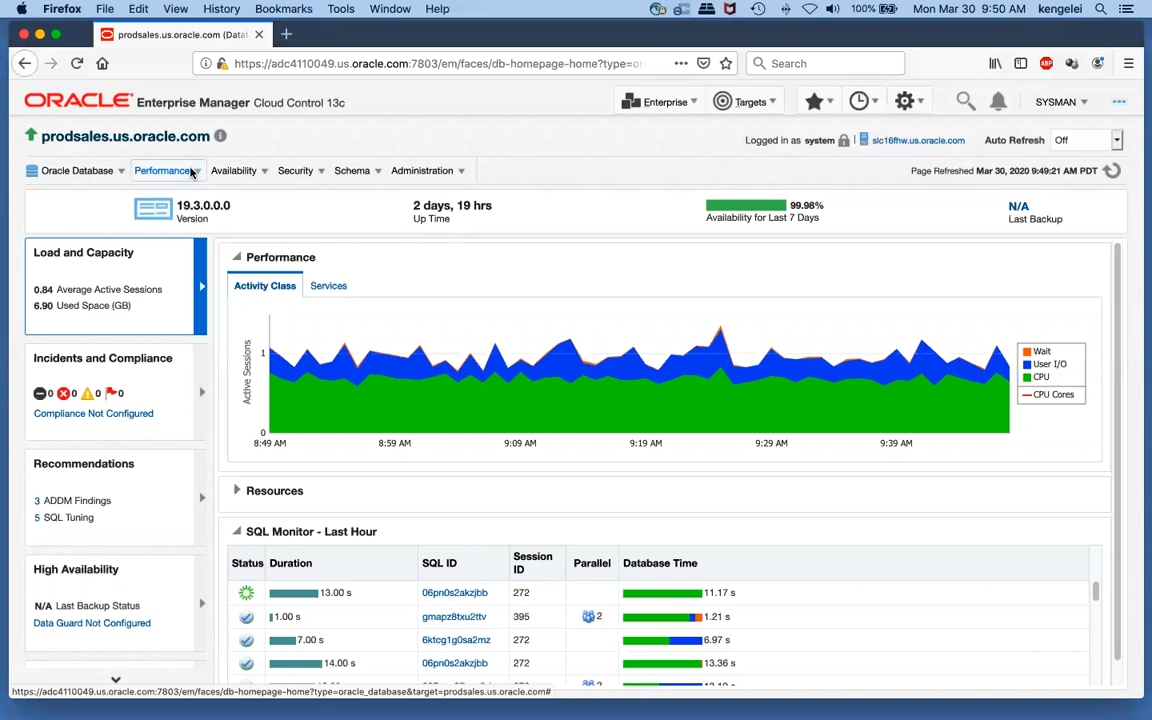 Firefox File Edit View History Bookmarks Tools Window Help 100% Mon Mar 30 9:50 AM kengelei
prodsales.us.oracle.com (Datal
https://adc4110049.us.oracle.com:7803/em/faces/db-homepage-home?type=or
Search
ORACLE Enterprise Manager Cloud Control 13c Enterprise Targets SYSMAN
prodsales.us.oracle.com Logged in as system slc16fhw.us.oracle.com Auto Refresh Off
Oracle Database Performance Availability Security Schema Administration Page Refreshed Mar 30, 2020 9:49:21 AM PDT
19.3.0.0.0 2 days, 19 hrs 99.98% N/A
Version Up Time Availability for Last 7 Days Last Backup
Load and Capacity
0.84 Average Active Sessions
6.90 Used Space (GB)
Incidents and Compliance
0 0 0 0
Compliance Not Configured
Recommendations
3 ADDM Findings
5 SQL Tuning
High Availability
N/A Last Backup Status
Data Guard Not Configured
Performance
Activity Class Services
Active Sessions
1
0
8:49 AM 8:59 AM 9:09 AM 9:19 AM 9:29 AM 9:39 AM
Wait
User I/O
CPU
CPU Cores
Resources
SQL Monitor - Last Hour
Status Duration SQL ID Session ID Parallel Database Time
13.00 s 06pn0s2akzjbb 272 11.17 s
1.00 s gmapz8txu2ttv 395 2 1.21 s
7.00 s 6ktcg1g0sa2mz 272 6.97 s
14.00 s 06pn0s2akzjbb 272 13.36 s
https://adc4110049.us.oracle.com:7803/em/faces/db-homepage-home?type=oracle_database&target=prodsales.us.oracle.com#